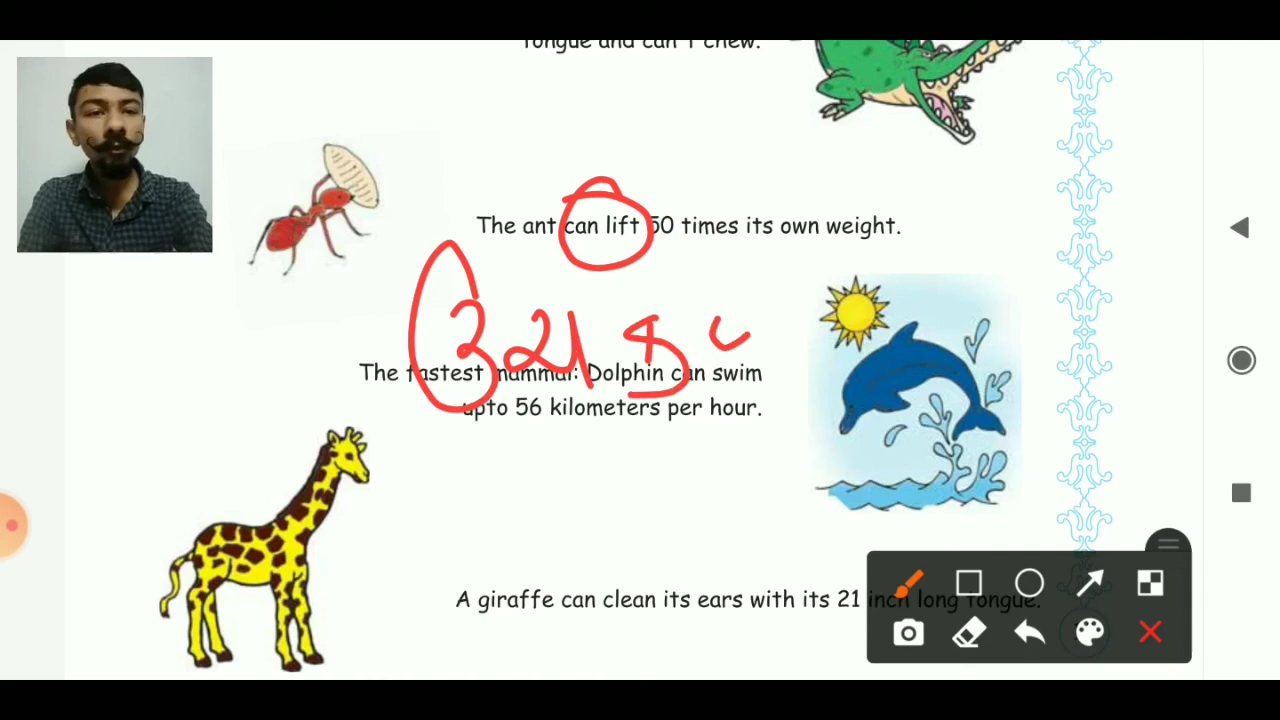 tongue and can't chew.
The ant can lift 50 times its own weight.
The fastest mammal: Dolphin can swim
upto 56 kilometers per hour.
A giraffe can clean its ears with its 21 inch long tongue.